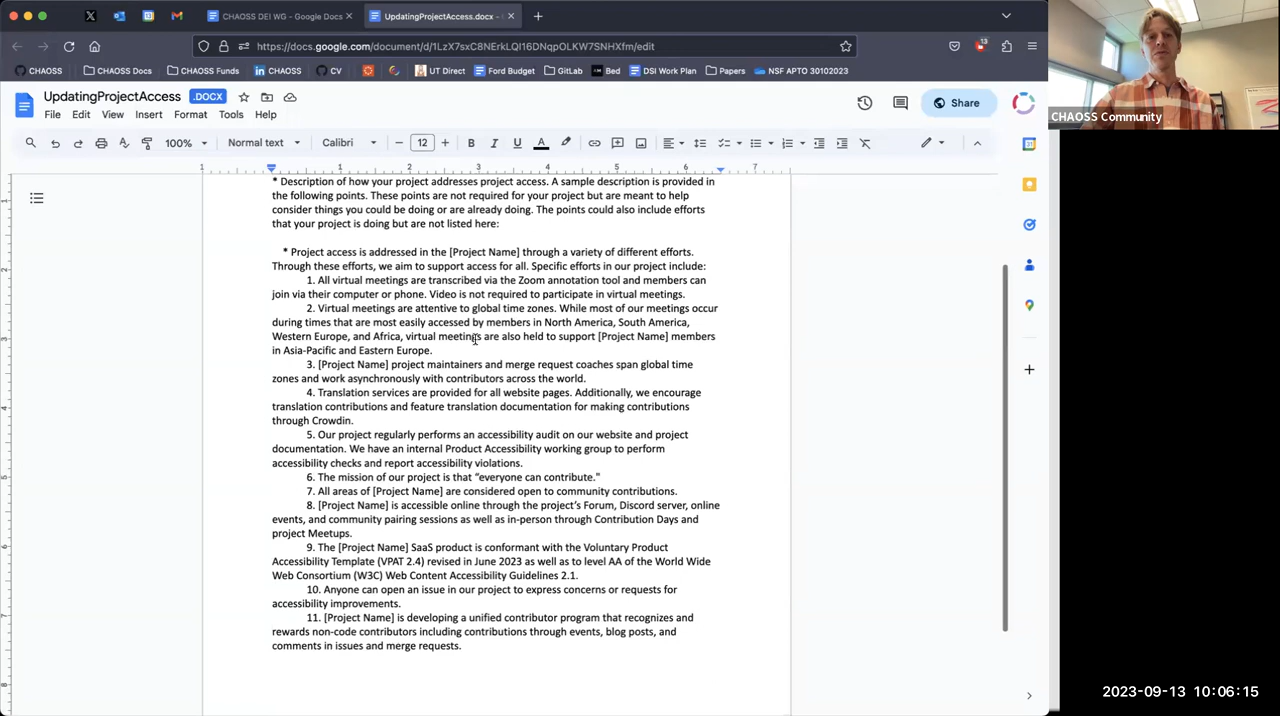 CHAOSS DEI WG - Google Docs
UpdatingProjectAccess.docx -
https://docs.google.com/document/d/1LzX7sxC8NErkLQI16DNqpOLKW7SNHXfm/edit
13
CHAOSS
CHAOSS Docs
CHAOSS Funds
CHAOSS
CV
UT Direct
Ford Budget
GitLab
Bed
DSI Work Plan
Papers
NSF APTO 30102023
UpdatingProjectAccess
.DOCX
File Edit View Insert Format Tools Help
Share
CHAOSS Community
100%
Normal text
Calibri
12
1 1 2 3 4 5 6 7
* Description of how your project addresses project access. A sample description is provided in
the following points. These points are not required for your project but are meant to help
consider things you could be doing or are already doing. The points could also include efforts
that your project is doing but are not listed here:
* Project access is addressed in the [Project Name] through a variety of different efforts.
Through these efforts, we aim to support access for all. Specific efforts in our project include:
1. All virtual meetings are transcribed via the Zoom annotation tool and members can
join via their computer or phone. Video is not required to participate in virtual meetings.
2. Virtual meetings are attentive to global time zones. While most of our meetings occur
during times that are most easily accessed by members in North America, South America,
Western Europe, and Africa, virtual meetings are also held to support [Project Name] members
in Asia-Pacific and Eastern Europe.
3. [Project Name] project maintainers and merge request coaches span global time
zones and work asynchronously with contributors across the world.
4. Translation services are provided for all website pages. Additionally, we encourage
translation contributions and feature translation documentation for making contributions
through Crowdin.
5. Our project regularly performs an accessibility audit on our website and project
documentation. We have an internal Product Accessibility working group to perform
accessibility checks and report accessibility violations.
6. The mission of our project is that “everyone can contribute."
7. All areas of [Project Name] are considered open to community contributions.
8. [Project Name] is accessible online through the project’s Forum, Discord server, online
events, and community pairing sessions as well as in-person through Contribution Days and
project Meetups.
9. The [Project Name] SaaS product is conformant with the Voluntary Product
Accessibility Template (VPAT 2.4) revised in June 2023 as well as to level AA of the World Wide
Web Consortium (W3C) Web Content Accessibility Guidelines 2.1.
10. Anyone can open an issue in our project to express concerns or requests for
accessibility improvements.
11. [Project Name] is developing a unified contributor program that recognizes and
rewards non-code contributors including contributions through events, blog posts, and
comments in issues and merge requests.
2023-09-13 10:06:15